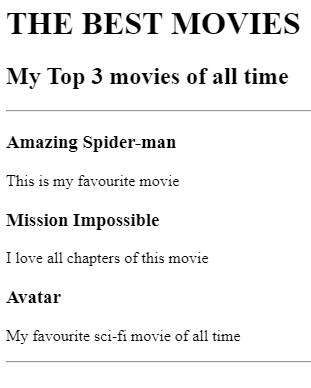 THE BEST MOVIES
My Top 3 movies of all time
Amazing Spider-man
This is my favourite movie
Mission Impossible
I love all chapters of this movie
Avatar
My favourite sci-fi movie of all time